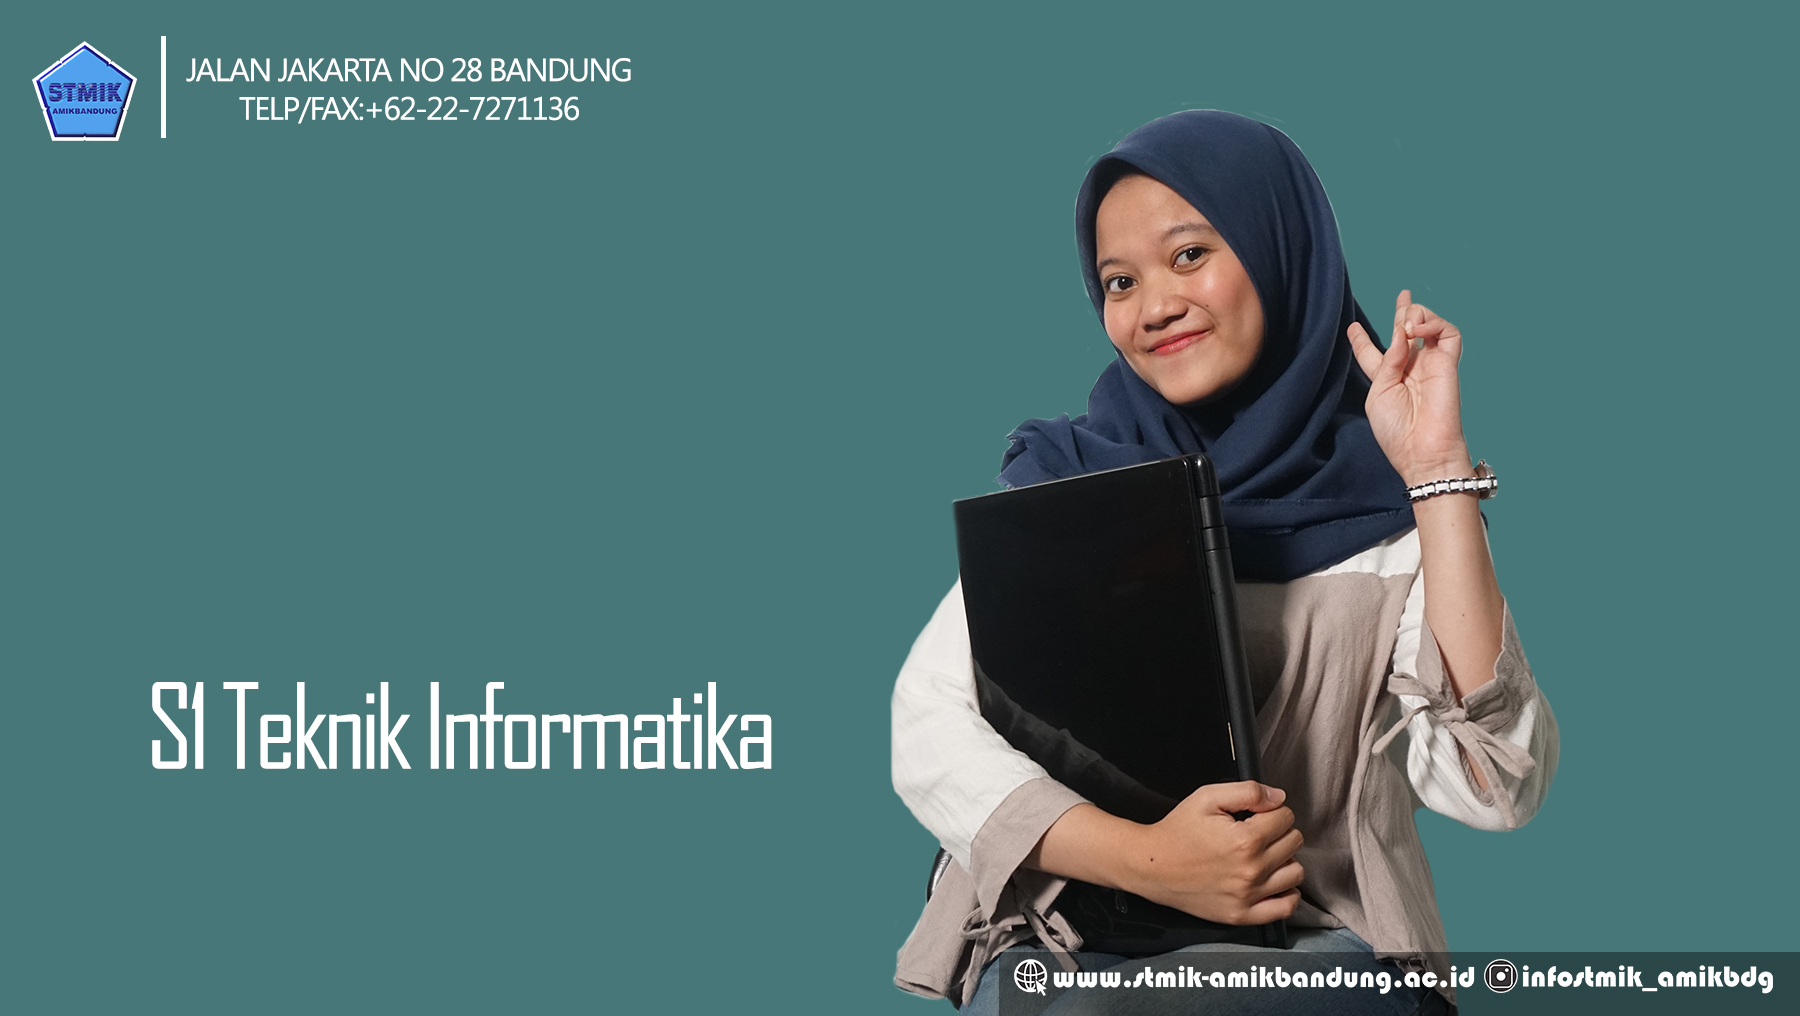 STMIK
AMIKBANDUNG
JALAN JAKARTA NO 28 BANDUNG
TELP/FAX:+62-22-7271136
S1 Teknik Informatika
www.stmik-amikbandung.ac.id infostmik_amikbdg